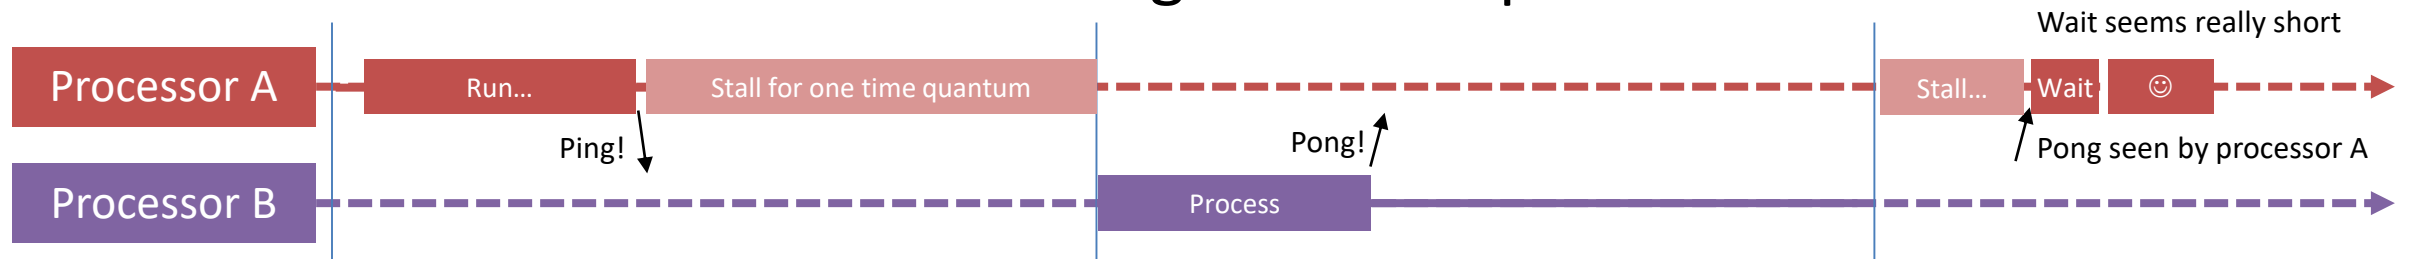 Wait seems really short
Processor A
Run...
Stall for one time quantum
Stall...
Wait
☺
Ping!
Pong!
Pong seen by processor A
Processor B
Process